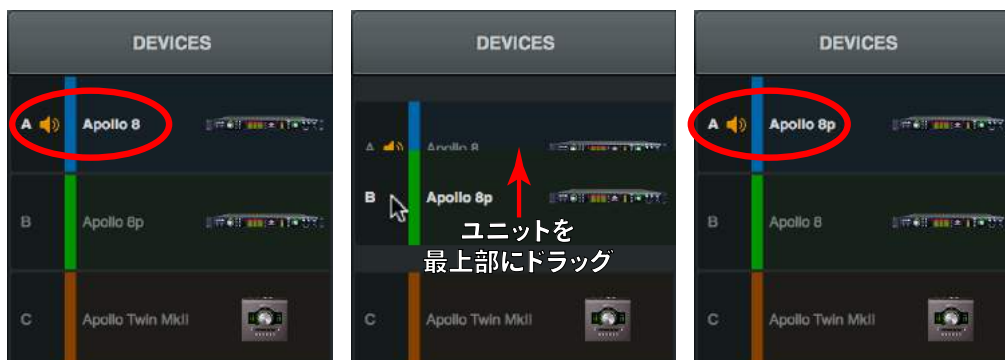 DEVICES
A Apollo 8
B Apollo 8p
C Apollo Twin MkII
DEVICES
A Apollo 8
B Apollo 8p
ユニットを
最上部にドラッグ
C Apollo Twin MkII
DEVICES
A Apollo 8p
B Apollo 8
C Apollo Twin MkII